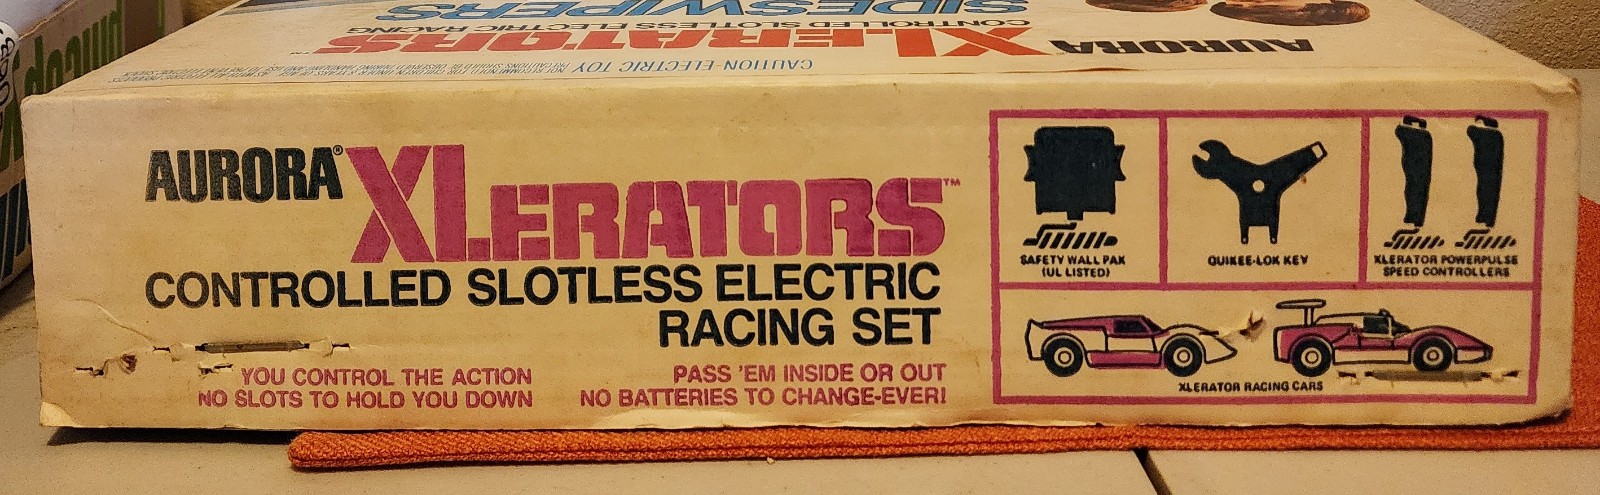 AURORA XLERATORS™
CONTROLLED SLOTLESS ELECTRIC RACING
SIDESWIPERS
CAUTION-ELECTRIC TOY
AURORA® XLERATORS™
CONTROLLED SLOTLESS ELECTRIC
RACING SET
YOU CONTROL THE ACTION
NO SLOTS TO HOLD YOU DOWN
PASS 'EM INSIDE OR OUT
NO BATTERIES TO CHANGE-EVER!
SAFETY WALL PAK
(UL LISTED)
QUIKEE-LOK KEY
XLERATOR POWERPULSE
SPEED CONTROLLERS
XLERATOR RACING CARS